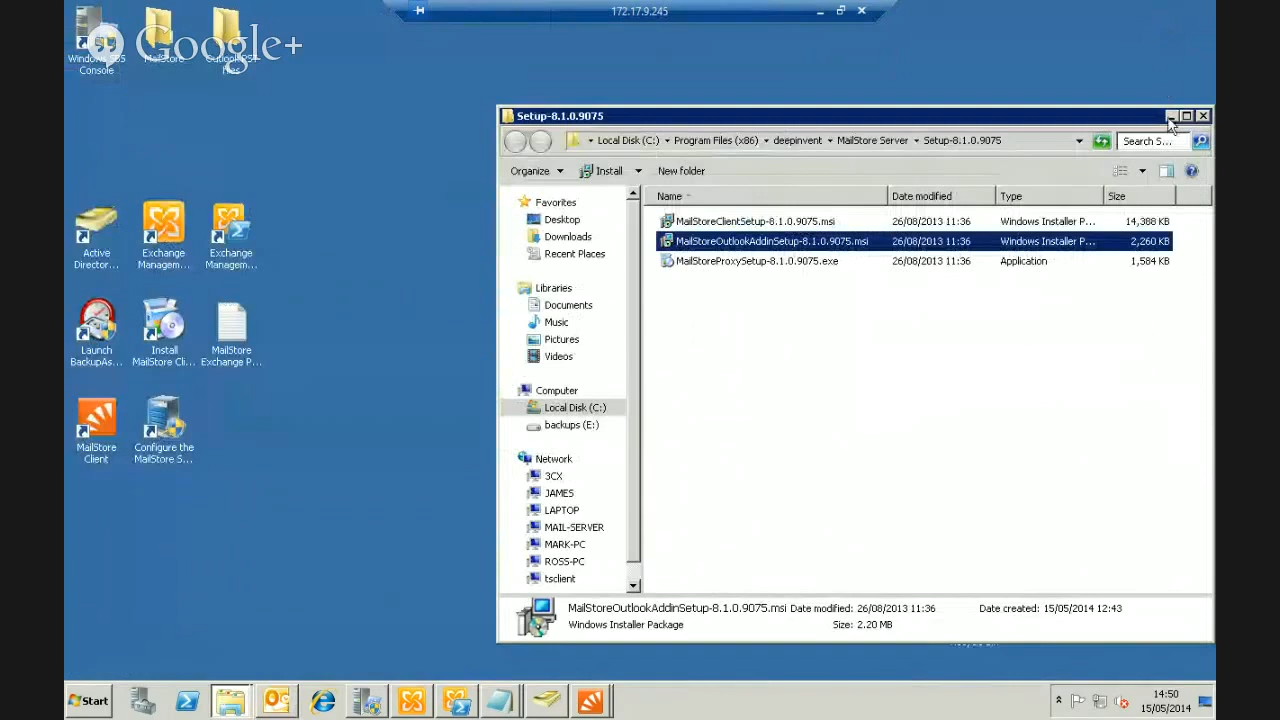 172.17.9.245
Google+
Windows SBS
Console
MailStore
Outlook PST
files
Setup-8.1.0.9075
Local Disk (C:) Program Files (x86) deepinvent MailStore Server Setup-8.1.0.9075
Search S...
Organize Install New folder
Name Date modified Type Size
MailStoreClientSetup-8.1.0.9075.msi 26/08/2013 11:36 Windows Installer P... 14,388 KB
MailStoreOutlookAddinSetup-8.1.0.9075.msi 26/08/2013 11:36 Windows Installer P... 2,260 KB
MailStoreProxySetup-8.1.0.9075.exe 26/08/2013 11:36 Application 1,584 KB
Favorites
Desktop
Downloads
Recent Places
Libraries
Documents
Music
Pictures
Videos
Computer
Local Disk (C:)
backups (E:)
Network
3CX
JAMES
LAPTOP
MAIL-SERVER
MARK-PC
ROSS-PC
tsclient
Active
Director...
Exchange
Managem...
Exchange
Managem...
Launch
BackupAs...
Install
MailStore Cli...
MailStore
Exchange P...
MailStore
Client
Configure the
MailStore S...
MailStoreOutlookAddinSetup-8.1.0.9075.msi Date modified: 26/08/2013 11:36 Date created: 15/05/2014 12:43
Windows Installer Package Size: 2.20 MB
Start
14:50
15/05/2014